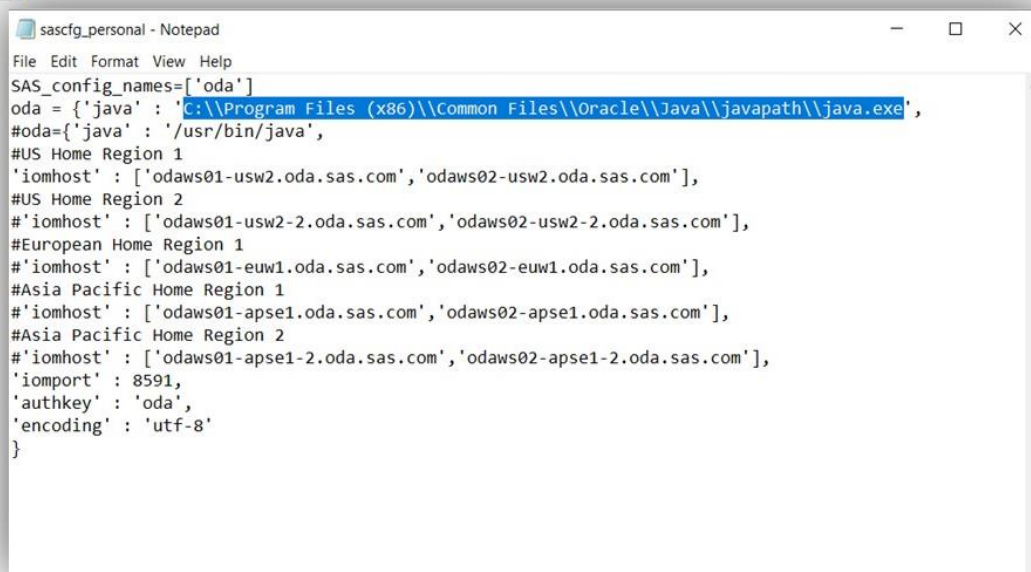 sascfg_personal - Notepad
File Edit Format View Help
SAS_config_names=['oda']
oda = {'java' : 'C:\\Program Files (x86)\\Common Files\\Oracle\\Java\\javapath\\java.exe',
#oda={'java' : '/usr/bin/java',
#US Home Region 1
'iomhost' : ['odaws01-usw2.oda.sas.com','odaws02-usw2.oda.sas.com'],
#US Home Region 2
#'iomhost' : ['odaws01-usw2-2.oda.sas.com','odaws02-usw2-2.oda.sas.com'],
#European Home Region 1
#'iomhost' : ['odaws01-euw1.oda.sas.com','odaws02-euw1.oda.sas.com'],
#Asia Pacific Home Region 1
#'iomhost' : ['odaws01-apse1.oda.sas.com','odaws02-apse1.oda.sas.com'],
#Asia Pacific Home Region 2
#'iomhost' : ['odaws01-apse1-2.oda.sas.com','odaws02-apse1-2.oda.sas.com'],
'iomport' : 8591,
'authkey' : 'oda',
'encoding' : 'utf-8'
}